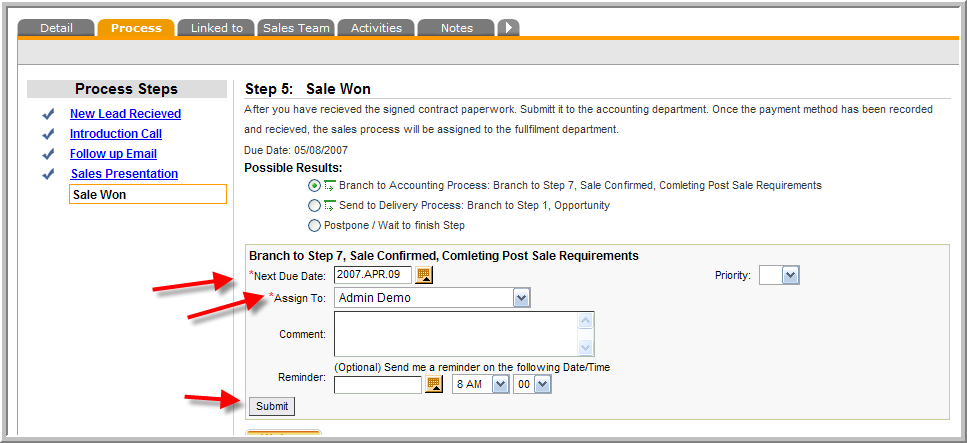 Detail Process Linked to Sales Team Activities Notes
Process Steps
New Lead Recieved
Introduction Call
Follow up Email
Sales Presentation
Sale Won
Step 5: Sale Won
After you have recieved the signed contract paperwork. Submitt it to the accounting department. Once the payment method has been recorded
and recieved, the sales process will be assigned to the fullfilment department.
Due Date: 05/08/2007
Possible Results:
Branch to Accounting Process: Branch to Step 7, Sale Confirmed, Comleting Post Sale Requirements
Send to Delivery Process: Branch to Step 1, Opportunity
Postpone / Wait to finish Step
Branch to Step 7, Sale Confirmed, Comleting Post Sale Requirements
*Next Due Date: 2007.APR.09 Priority:
*Assign To: Admin Demo
Comment:
(Optional) Send me a reminder on the following Date/Time
Reminder: 8 AM 00
Submit